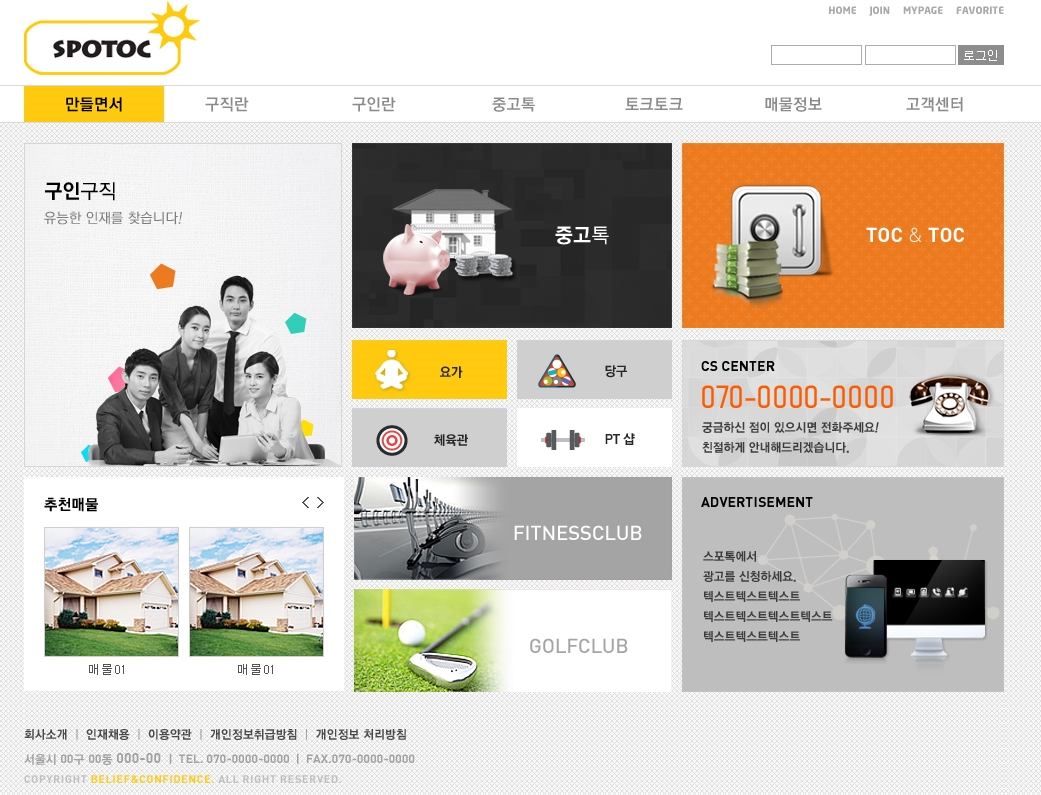 HOME JOIN MYPAGE FAVORITE
SPOTOC
로그인
만들면서 구직란 구인란 중고톡 토크토크 매물정보 고객센터
구인구직
유능한 인재를 찾습니다!
중고톡
TOC & TOC
요가
당구
체육관
PT 샵
CS CENTER
070-0000-0000
궁금하신 점이 있으시면 전화주세요!
친절하게 안내해드리겠습니다.
추천매물
매물01
매물01
FITNESSCLUB
GOLFCLUB
ADVERTISEMENT
스포톡에서
광고를 신청하세요.
텍스트텍스트텍스트
텍스트텍스트텍스트텍스트
텍스트텍스트텍스트
회사소개 | 인재채용 | 이용약관 | 개인정보취급방침 | 개인정보 처리방침
서울시 00구 00동 000-00 | TEL. 070-0000-0000 | FAX.070-0000-0000
COPYRIGHT BELIEF&CONFIDENCE. ALL RIGHT RESERVED.